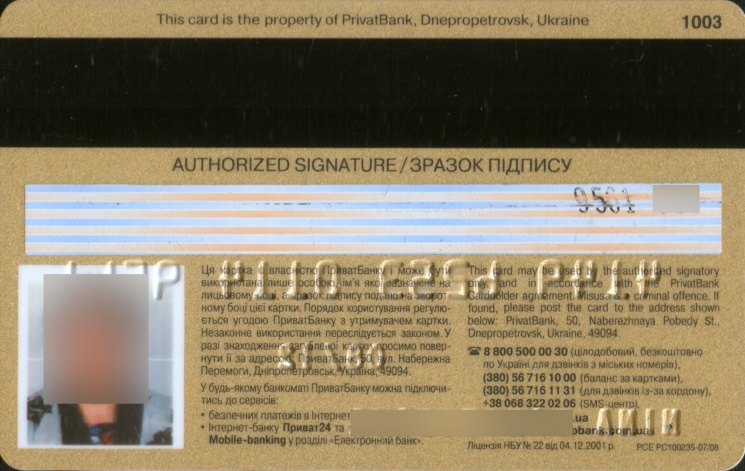 This card is the property of PrivatBank, Dnepropetrovsk, Ukraine
1003
AUTHORIZED SIGNATURE / ЗРАЗОК ПІДПИСУ
Ця картка є власністю ПриватБанку і може бути
використана лише особою, ім'я якої зазначене на
лицьовому боці, а зразок підпису подано на зворот-
ному боці цієї картки. Порядок користування регулю-
ється угодою ПриватБанку з утримувачем картки.
Незаконне використання переслідується законом. У
разі знаходження загубленої картки просимо повер-
нути її за адресою: ПриватБанк, 50, вул. Набережна
Перемоги, Дніпропетровськ, Україна, 49094.
У будь-якому банкоматі ПриватБанку можна підключи-
тись до сервісів:
• безпечних платежів в Інтернет
• Інтернет-банку Приват24 та
Mobile-banking у розділі «Електронний банк».
This card may be used by the authorized signatory
and in accordance with the PrivatBank
Cardholder agreement. Misuse is a criminal offence. If
found, please post the card to the address shown
below: PrivatBank, 50, Naberezhnaya Pobedy St.,
Dnepropetrovsk, Ukraine, 49094.
☎ 8 800 500 00 30 (цілодобовий, безкоштовно
по Україні для дзвінків з міських номерів),
(380) 56 716 10 00 (баланс за картками),
(380) 56 716 11 31 (для дзвінків із-за кордону),
+38 068 322 02 06 (SMS-центр).
Ліцензія НБУ № 22 від 04.12.2001 р.
PCE PC100235-07/08